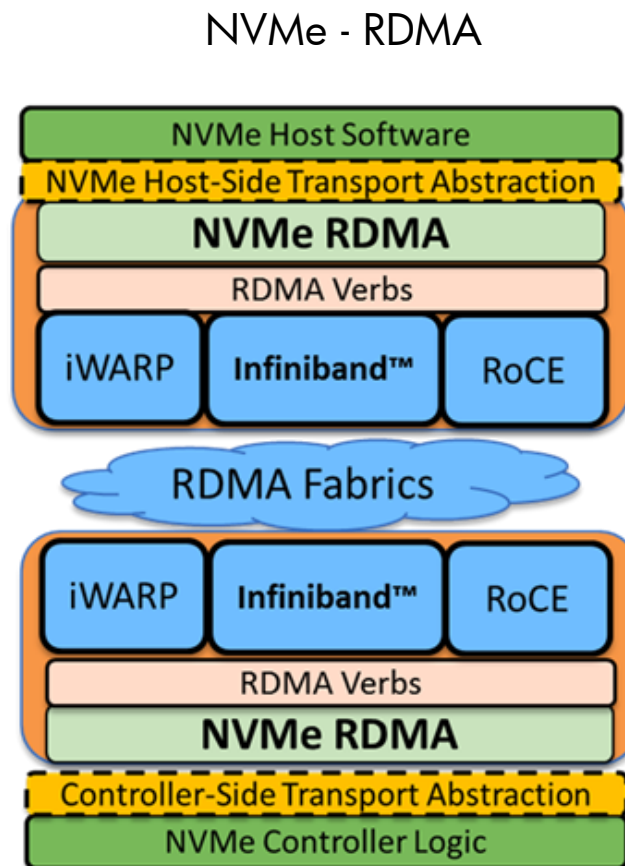 NVMe - RDMA
NVMe Host Software
NVMe Host-Side Transport Abstraction
NVMe RDMA
RDMA Verbs
iWARP
Infiniband™
RoCE
RDMA Fabrics
iWARP
Infiniband™
RoCE
RDMA Verbs
NVMe RDMA
Controller-Side Transport Abstraction
NVMe Controller Logic